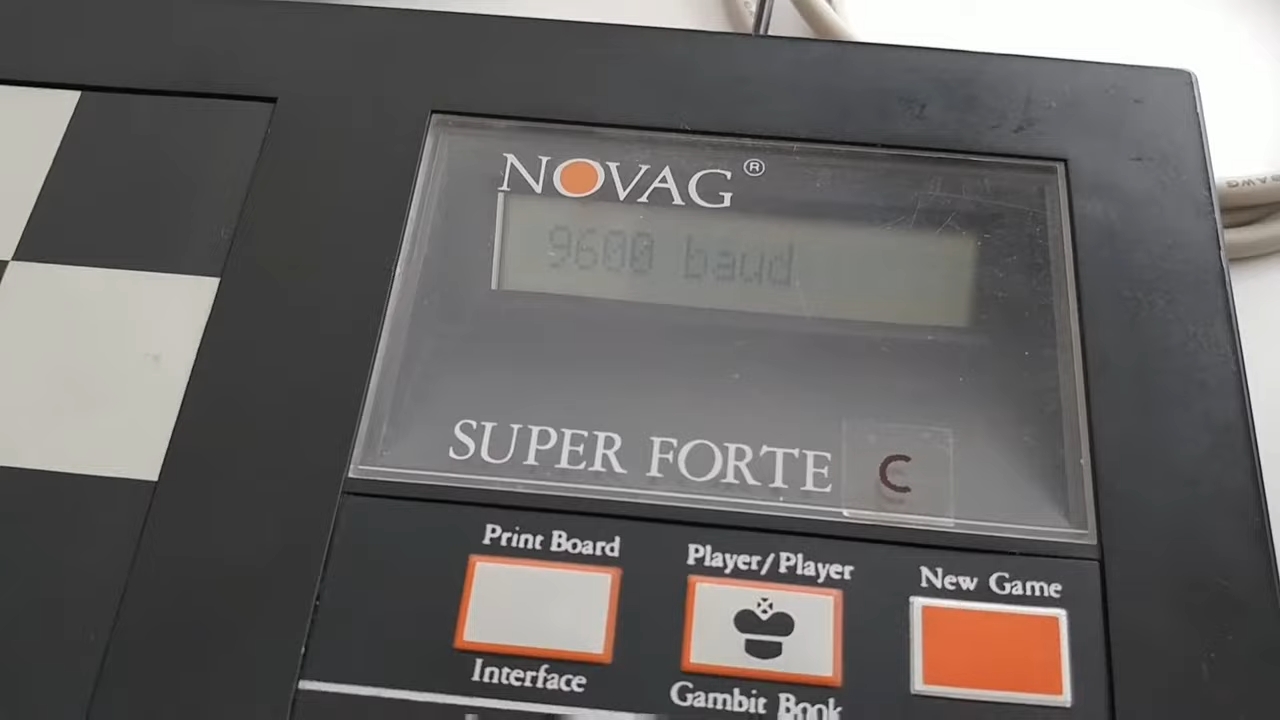 NOVAG ®
9600 baud
SUPER FORTE C
Print Board
Player/Player
New Game
Interface
Gambit Book